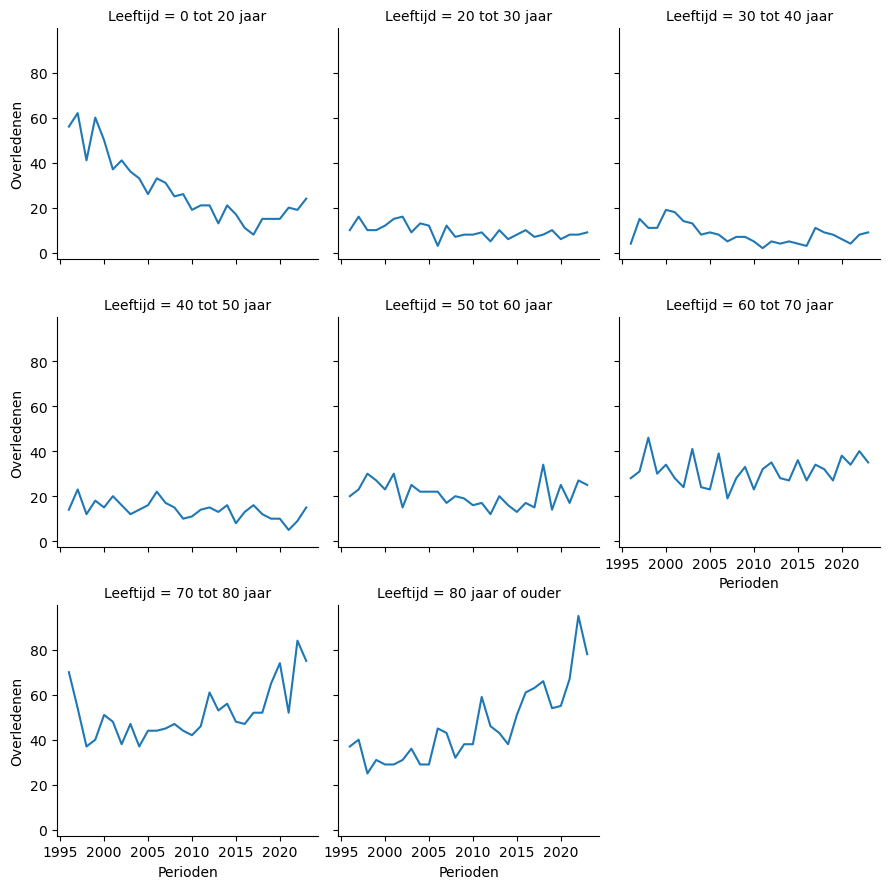 Leeftijd = 0 tot 20 jaar
Leeftijd = 20 tot 30 jaar
Leeftijd = 30 tot 40 jaar
Overledenen
80
60
40
20
0
Leeftijd = 40 tot 50 jaar
Leeftijd = 50 tot 60 jaar
Leeftijd = 60 tot 70 jaar
Overledenen
80
60
40
20
0
1995 2000 2005 2010 2015 2020
Perioden
Leeftijd = 70 tot 80 jaar
Leeftijd = 80 jaar of ouder
Overledenen
80
60
40
20
0
1995 2000 2005 2010 2015 2020
1995 2000 2005 2010 2015 2020
Perioden
Perioden